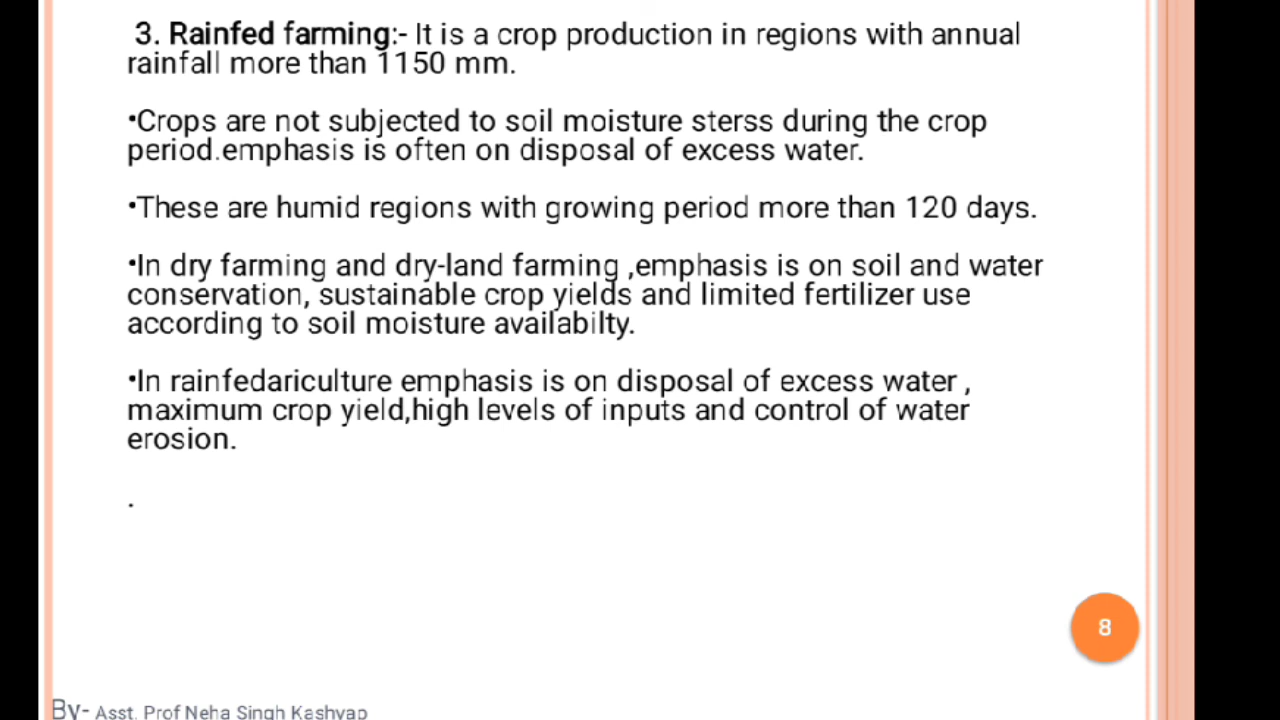 3. Rainfed farming:- It is a crop production in regions with annual
rainfall more than 1150 mm.
•Crops are not subjected to soil moisture sterss during the crop
period.emphasis is often on disposal of excess water.
•These are humid regions with growing period more than 120 days.
•In dry farming and dry-land farming ,emphasis is on soil and water
conservation, sustainable crop yields and limited fertilizer use
according to soil moisture availabilty.
•In rainfedariculture emphasis is on disposal of excess water ,
maximum crop yield,high levels of inputs and control of water
erosion.
.
8
By- Asst. Prof Neha Singh Kashyap